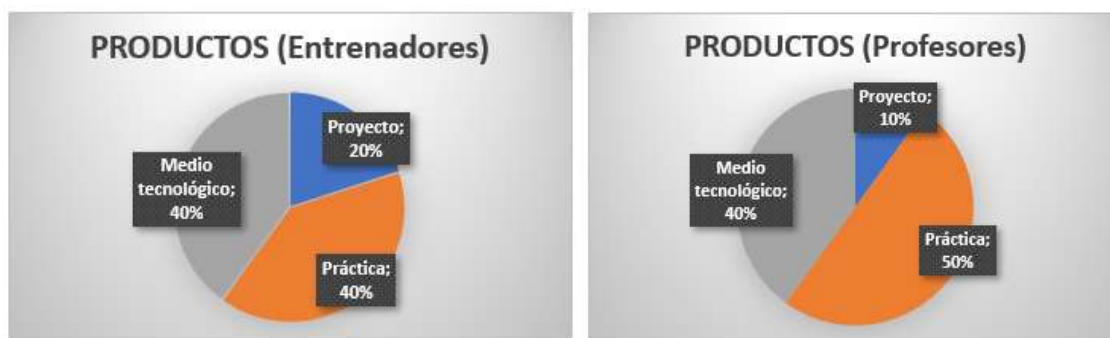 PRODUCTOS (Entrenadores)
Proyecto;
20%
Medio
tecnológico;
40%
Práctica;
40%
PRODUCTOS (Profesores)
Proyecto;
10%
Medio
tecnológico;
40%
Práctica;
50%